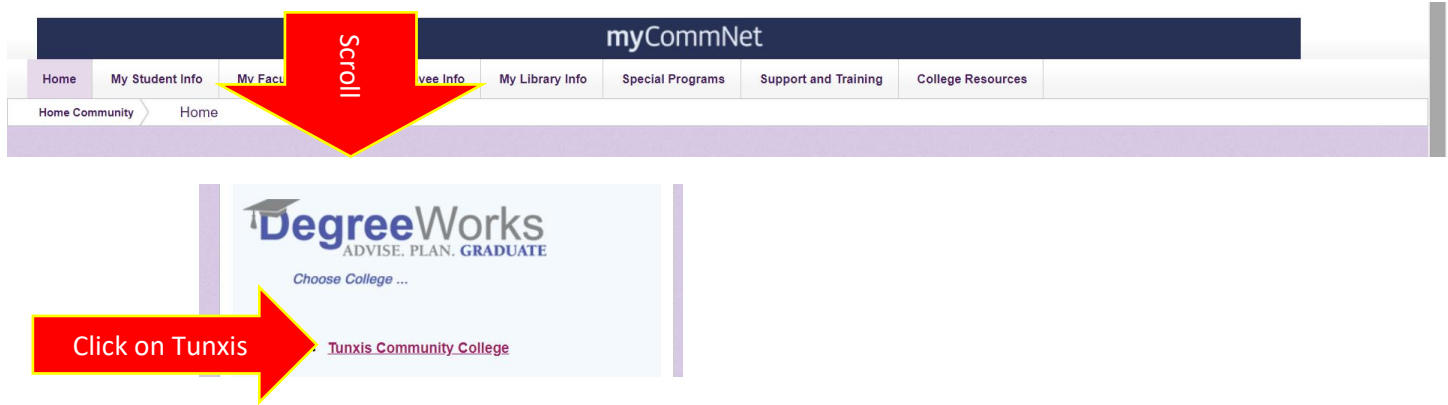 myCommNet
Scroll
Home My Student Info My Facu yee Info My Library Info Special Programs Support and Training College Resources
Home Community Home
DegreeWorks
ADVISE. PLAN. GRADUATE
Choose College ...
Click on Tunxis
Tunxis Community College